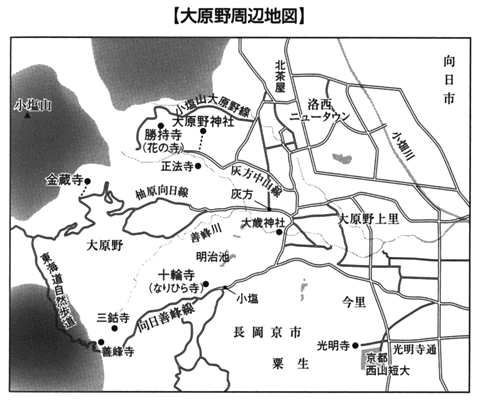 【大原野周辺地図】
向日市
北茶屋
洛西
ニュータウン
小畑川
小塩山
小塩山大原野線
大原野神社
勝持寺
(花の寺)
正法寺
灰方中山線
金蔵寺
柚原向日線
灰方
大原野上里
大歳神社
善峰川
大原野
明治池
東海道自然歩道
十輪寺
(なりひら寺)
小塩
向日善峰線
三鈷寺
善峰寺
今里
長岡京市
粟生
光明寺
光明寺通
京都
西山短大